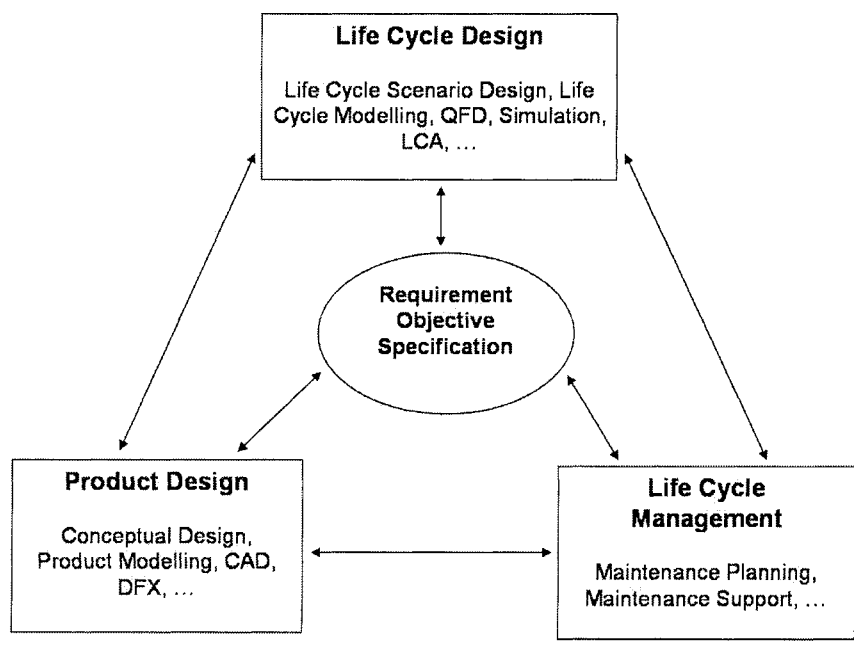 Life Cycle Design
Life Cycle Scenario Design, Life
Cycle Modelling, QFD, Simulation,
LCA, ...
Requirement
Objective
Specification
Product Design
Conceptual Design,
Product Modelling, CAD,
DFX, ...
Life Cycle
Management
Maintenance Planning,
Maintenance Support, ...